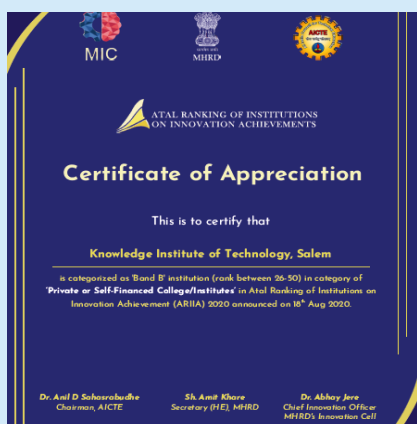 MIC
MHRD
AICTE
ATAL RANKING OF INSTITUTIONS
ON INNOVATION ACHIEVEMENTS
Certificate of Appreciation
This is to certify that
Knowledge Institute of Technology, Salem
is categorized as 'Band B' institution (rank between 26-50) in category of
'Private or Self-Financed College/Institutes' in Atal Ranking of Institutions on
Innovation Achievement (ARIIA) 2020 announced on 18th Aug 2020.
Dr. Anil D Sahasrabudhe
Chairman, AICTE
Sh. Amit Khare
Secretary (HE), MHRD
Dr. Abhay Jere
Chief Innovation Officer
MHRD's Innovation Cell